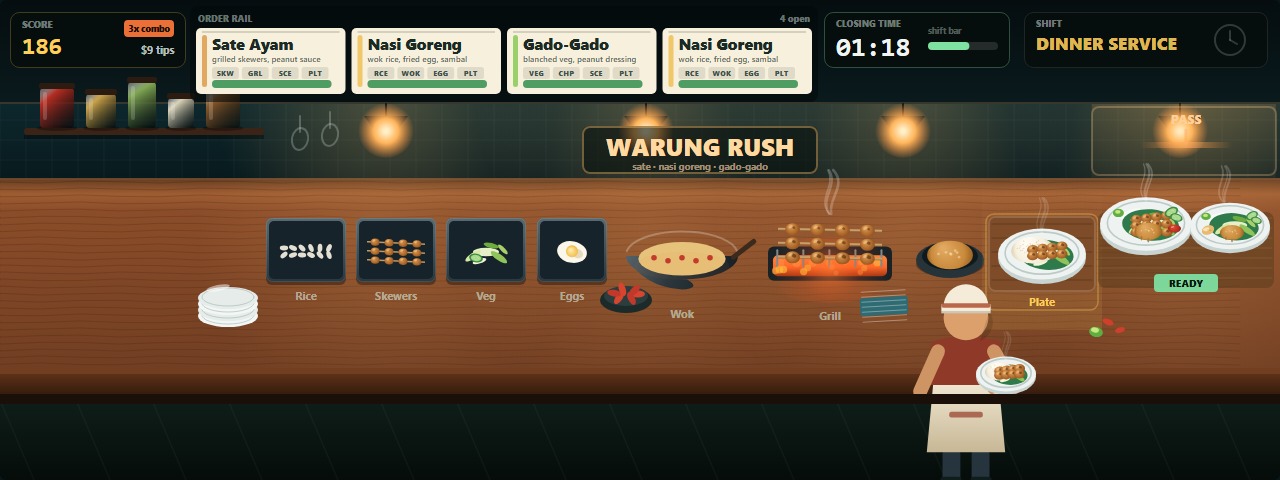 SCORE
186
3x combo
$9 tips
ORDER RAIL
4 open
Sate Ayam
grilled skewers, peanut sauce
SKW GRL SCE PLT
Nasi Goreng
wok rice, fried egg, sambal
RCE WOK EGG PLT
Gado-Gado
blanched veg, peanut dressing
VEG CHP SCE PLT
Nasi Goreng
wok rice, fried egg, sambal
RCE WOK EGG PLT
CLOSING TIME
01:18
shift bar
SHIFT
DINNER SERVICE
PASS
WARUNG RUSH
sate · nasi goreng · gado-gado
Rice
Skewers
Veg
Eggs
Wok
Grill
Plate
READY